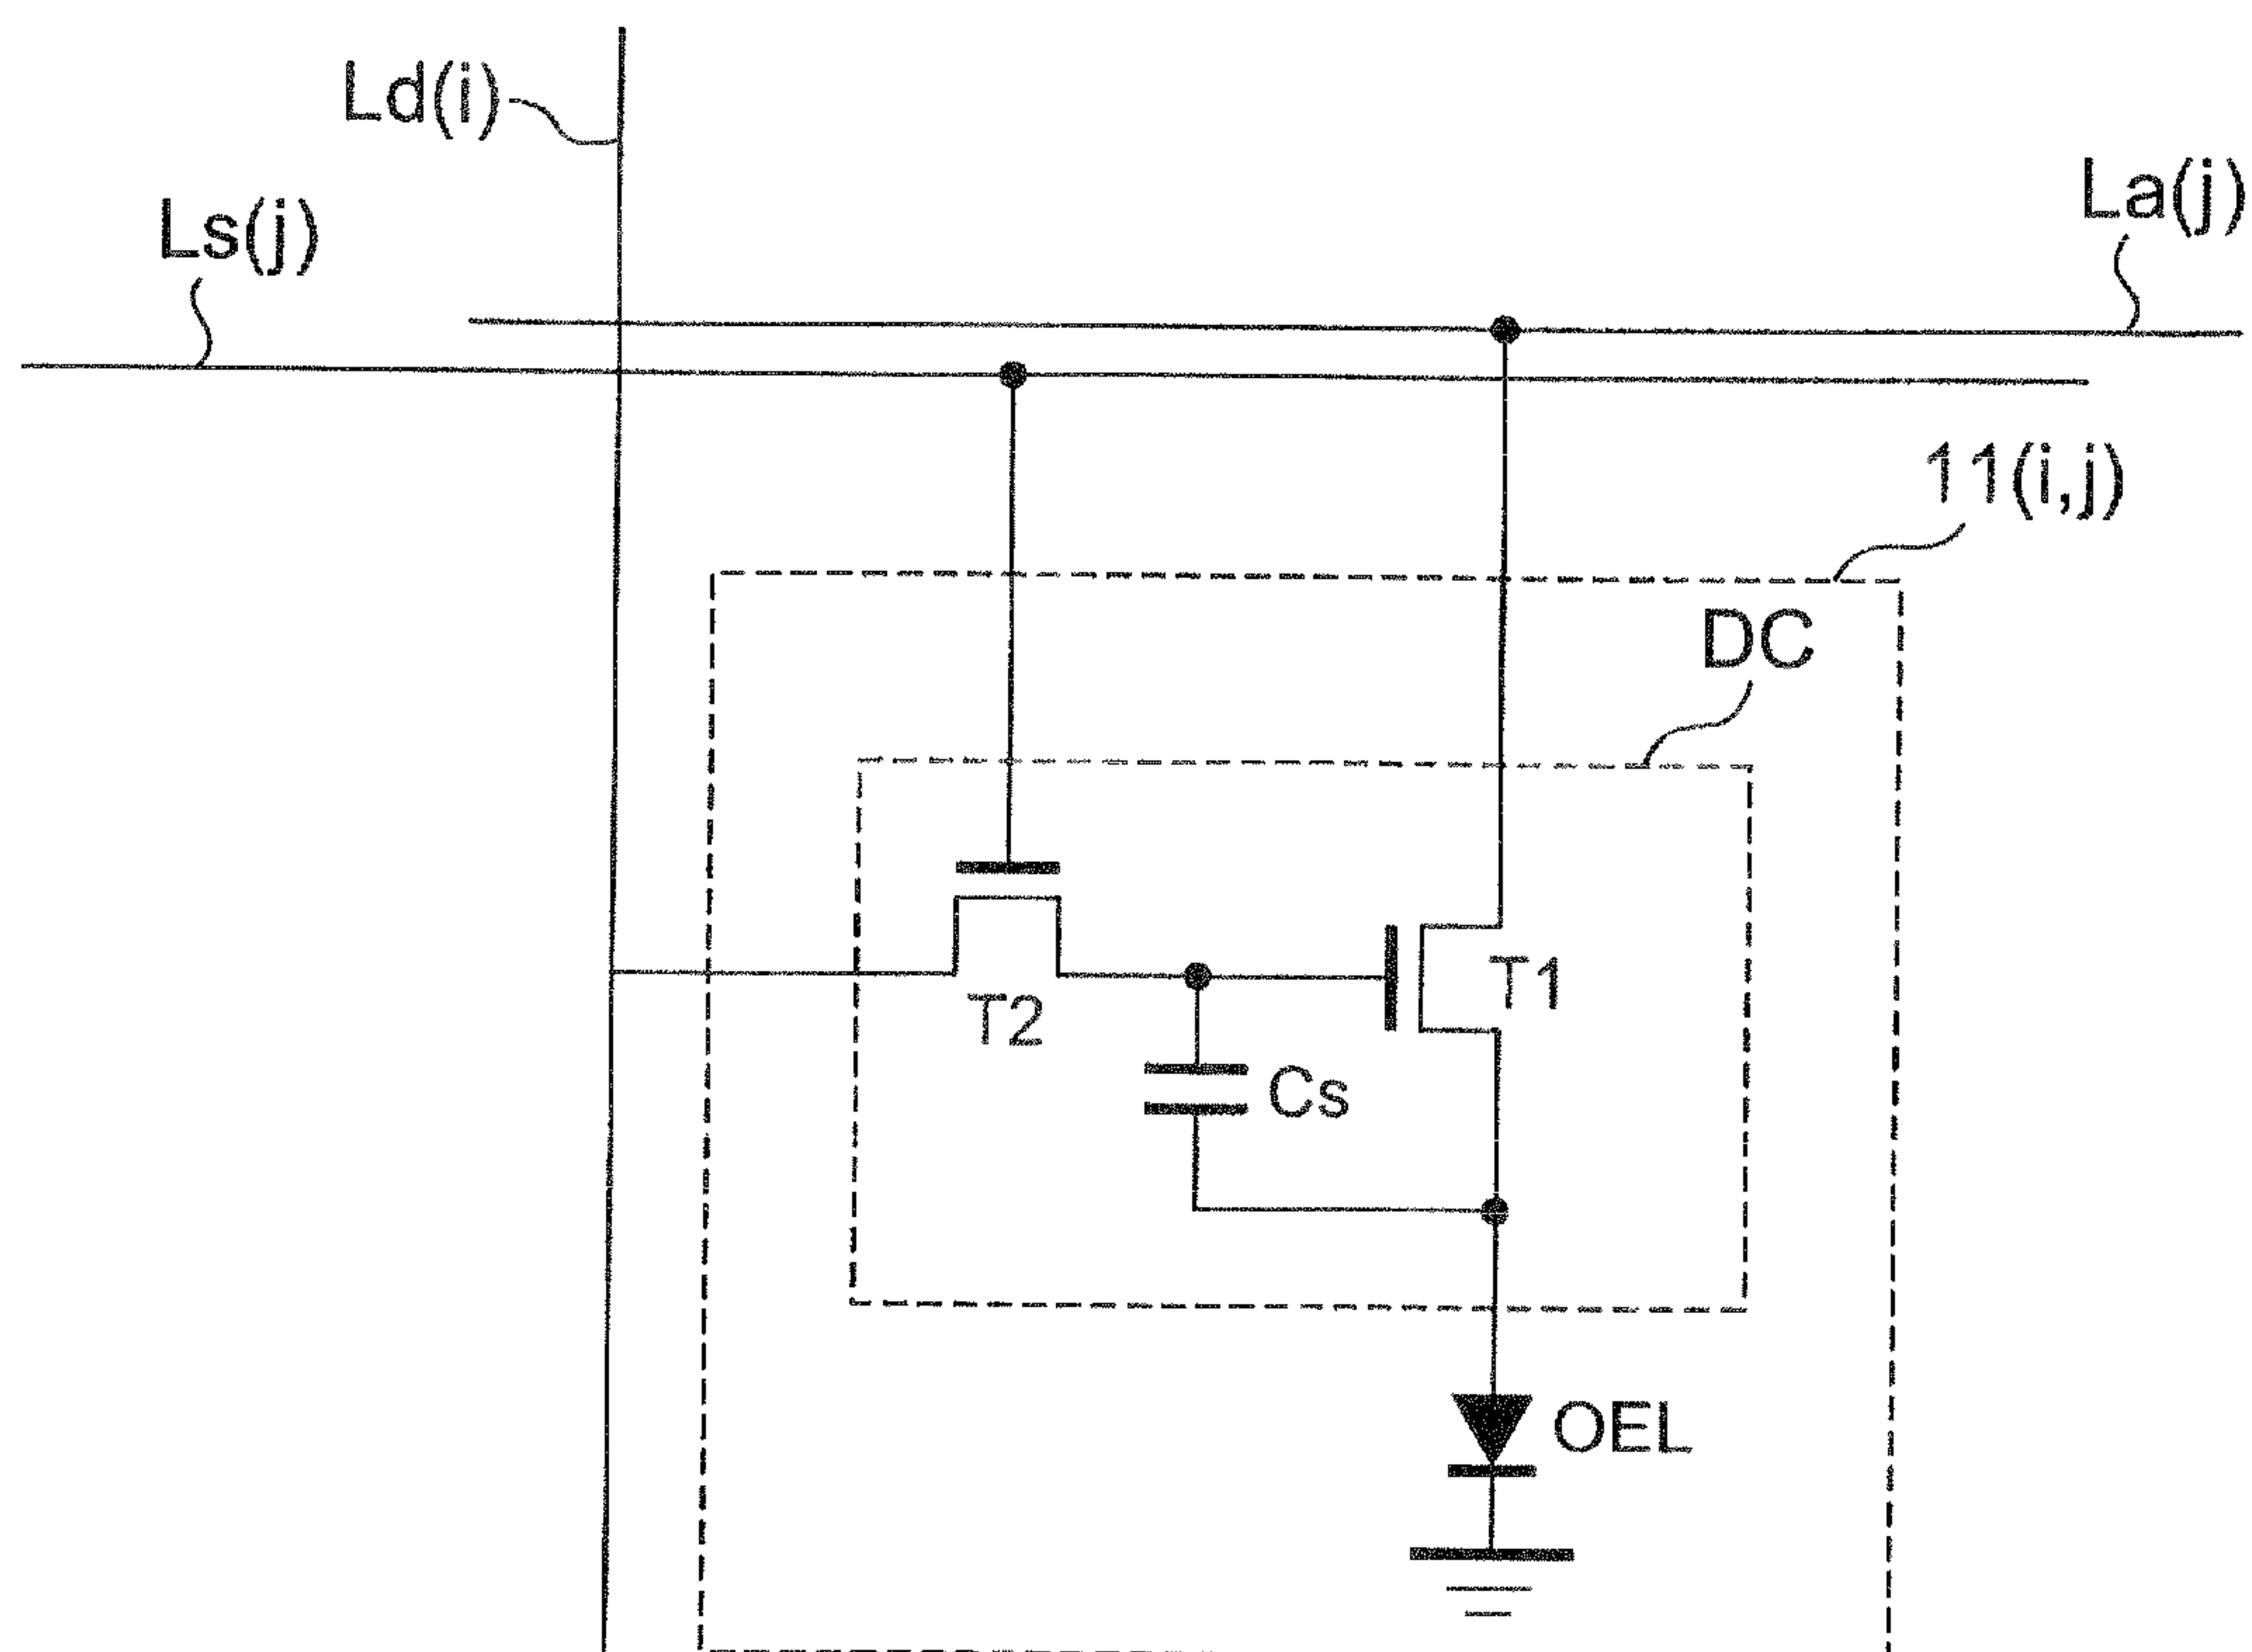 Ld(i)
La(j)
Ls(j)
11(i,j)
DC
T1
T2
Cs
OEL